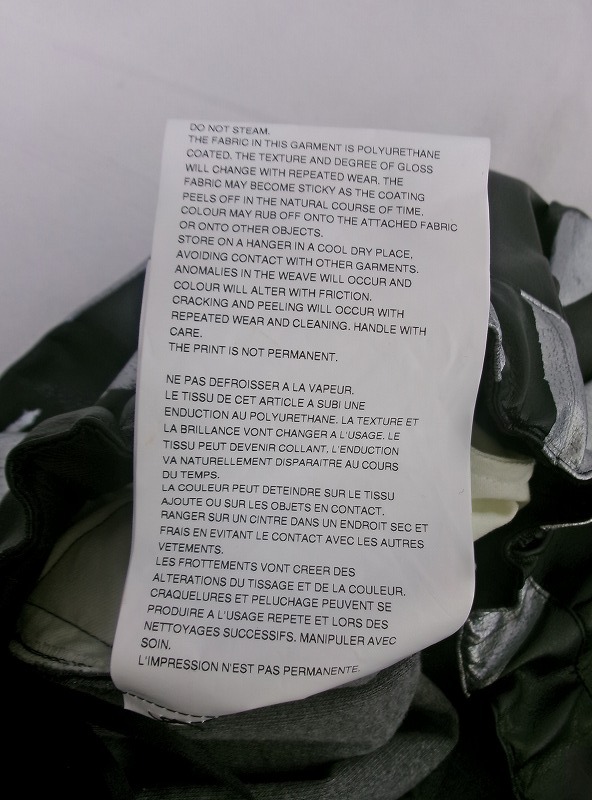 DO NOT STEAM.
THE FABRIC IN THIS GARMENT IS POLYURETHANE
COATED. THE TEXTURE AND DEGREE OF GLOSS
WILL CHANGE WITH REPEATED WEAR. THE
FABRIC MAY BECOME STICKY AS THE COATING
PEELS OFF IN THE NATURAL COURSE OF TIME.
COLOUR MAY RUB OFF ONTO THE ATTACHED FABRIC
OR ONTO OTHER OBJECTS.
STORE ON A HANGER IN A COOL DRY PLACE,
AVOIDING CONTACT WITH OTHER GARMENTS.
ANOMALIES IN THE WEAVE WILL OCCUR AND
COLOUR WILL ALTER WITH FRICTION.
CRACKING AND PEELING WILL OCCUR WITH
REPEATED WEAR AND CLEANING. HANDLE WITH
CARE.
THE PRINT IS NOT PERMANENT.
NE PAS DEFROISSER A LA VAPEUR.
LE TISSU DE CET ARTICLE A SUBI UNE
ENDUCTION AU POLYURETHANE. LA TEXTURE ET
LA BRILLANCE VONT CHANGER A L'USAGE. LE
TISSU PEUT DEVENIR COLLANT. L'ENDUCTION
VA NATURELLEMENT DISPARAITRE AU COURS
DU TEMPS.
LA COULEUR PEUT DETEINDRE SUR LE TISSU
AJOUTE OU SUR LES OBJETS EN CONTACT.
RANGER SUR UN CINTRE DANS UN ENDROIT SEC ET
FRAIS EN EVITANT LE CONTACT AVEC LES AUTRES
VETEMENTS.
LES FROTTEMENTS VONT CREER DES
ALTERATIONS DU TISSAGE ET DE LA COULEUR.
CRAQUELURES ET PELUCHAGE PEUVENT SE
PRODUIRE A L'USAGE REPETE ET LORS DES
NETTOYAGES SUCCESSIFS. MANIPULER AVEC
SOIN.
L'IMPRESSION N'EST PAS PERMANENTE.